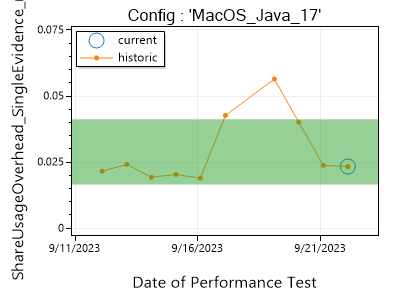 Config : 'MacOS_Java_17'
current
historic
0.075
0.05
0.025
0
9/11/2023
9/16/2023
9/21/2023
Date of Performance Test
ShareUsageOverhead_SingleEvidence_